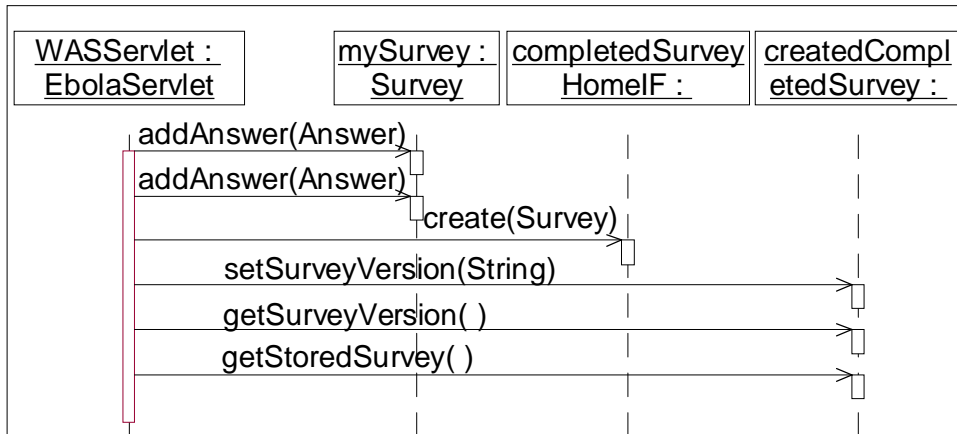 WASServlet :
EbolaServlet
mySurvey :
Survey
completedSurvey
HomeIF :
createdCompl
etedSurvey :
addAnswer(Answer)
addAnswer(Answer)
create(Survey)
setSurveyVersion(String)
getSurveyVersion( )
getStoredSurvey( )